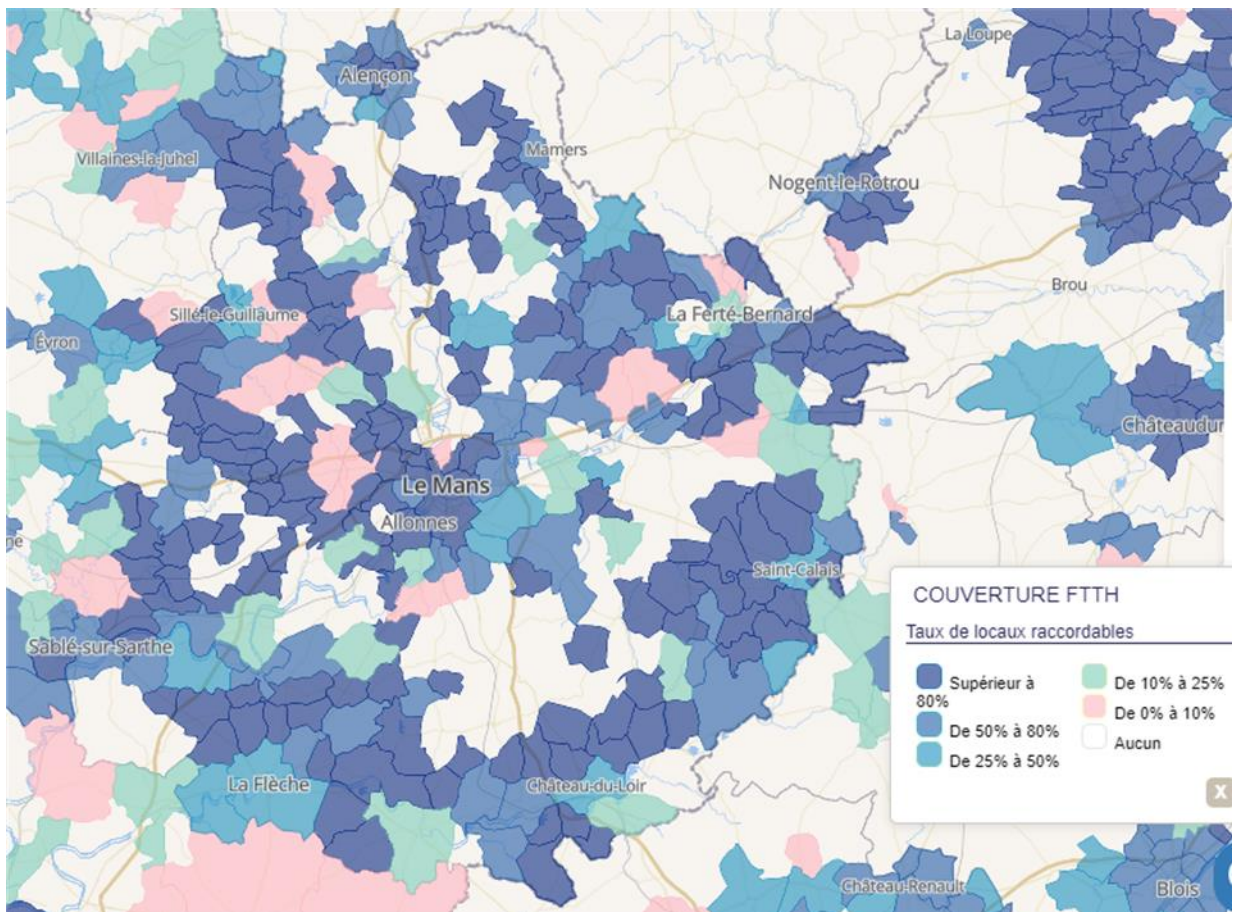 La Loupe
Alençon
Villaines-la-Juhel
Mamers
Nogent-le-Rotrou
Brou
Sillé-le-Guillaume
La Ferté-Bernard
Évron
Châteaudun
Le Mans
Allonnes
ne
Saint-Calais
Sablé-sur-Sarthe
La Flèche
Château-du-Loir
Château-Renault
Blois
COUVERTURE FTTH
Taux de locaux raccordables
Supérieur à
80%
De 50% à 80%
De 25% à 50%
De 10% à 25%
De 0% à 10%
Aucun
X